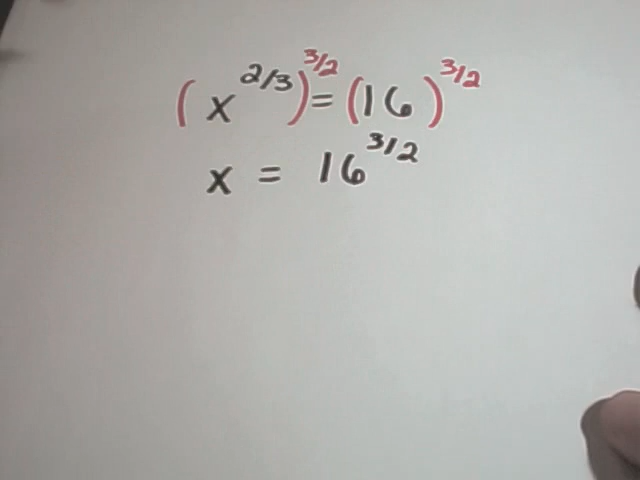 (x^{2/3})^{3/2} = (16)^{3/2}
x = 16^{3/2}